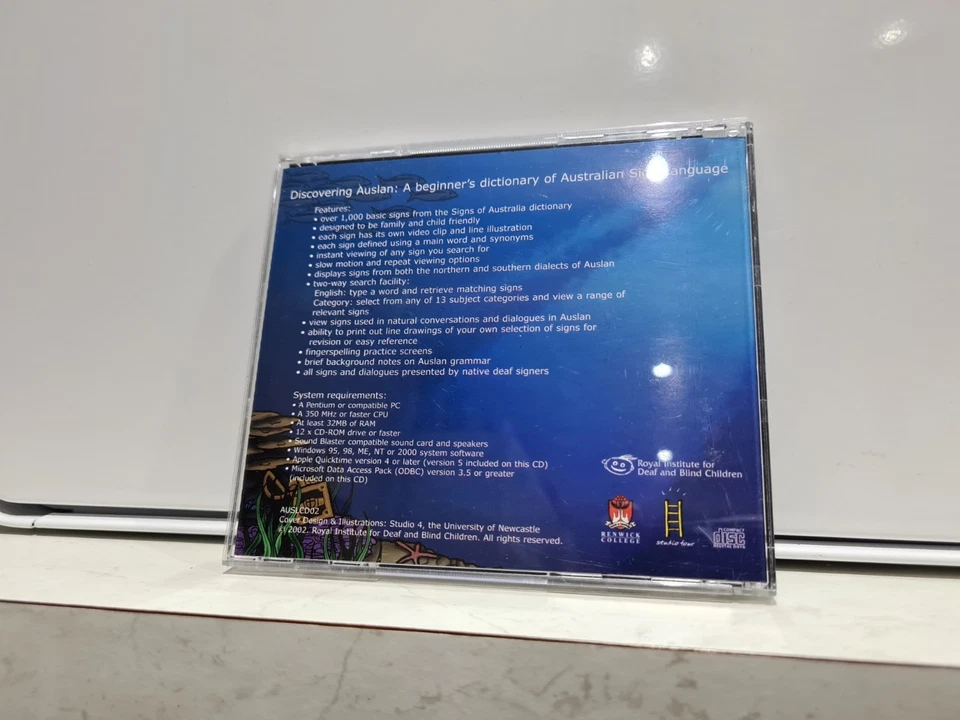 Discovering Auslan: A beginner's dictionary of Australian Sign Language
Features:
• over 1,000 basic signs from the Signs of Australia dictionary
• designed to be family and child friendly
• each sign has its own video clip and line illustration
• each sign defined using a main word and synonyms
• instant viewing of any sign you search for
• slow motion and repeat viewing options
• displays signs from both the northern and southern dialects of Auslan
• two-way search facility:
English: type a word and retrieve matching signs
Category: select from any of 13 subject categories and view a range of
relevant signs
• view signs used in natural conversations and dialogues in Auslan
• ability to print out line drawings of your own selection of signs for
revision or easy reference
• fingerspelling practice screens
• brief background notes on Auslan grammar
• all signs and dialogues presented by native deaf signers
System requirements:
• A Pentium or compatible PC
• A 350 MHz or faster CPU
• At least 32MB of RAM
• 12 x CD-ROM drive or faster
• Sound Blaster compatible sound card and speakers
• Windows 95, 98, ME, NT or 2000 system software
• Apple Quicktime version 4 or later (version 5 included on this CD)
• Microsoft Data Access Pack (ODBC) version 3.5 or greater
(included on this CD)
AUSLCD02
Cover Design & Illustrations: Studio 4, the University of Newcastle
© 2002. Royal Institute for Deaf and Blind Children. All rights reserved.
Royal Institute for
Deaf and Blind Children
RENWICK
COLLEGE
studio four
COMPACT
disc
DIGITAL DATA